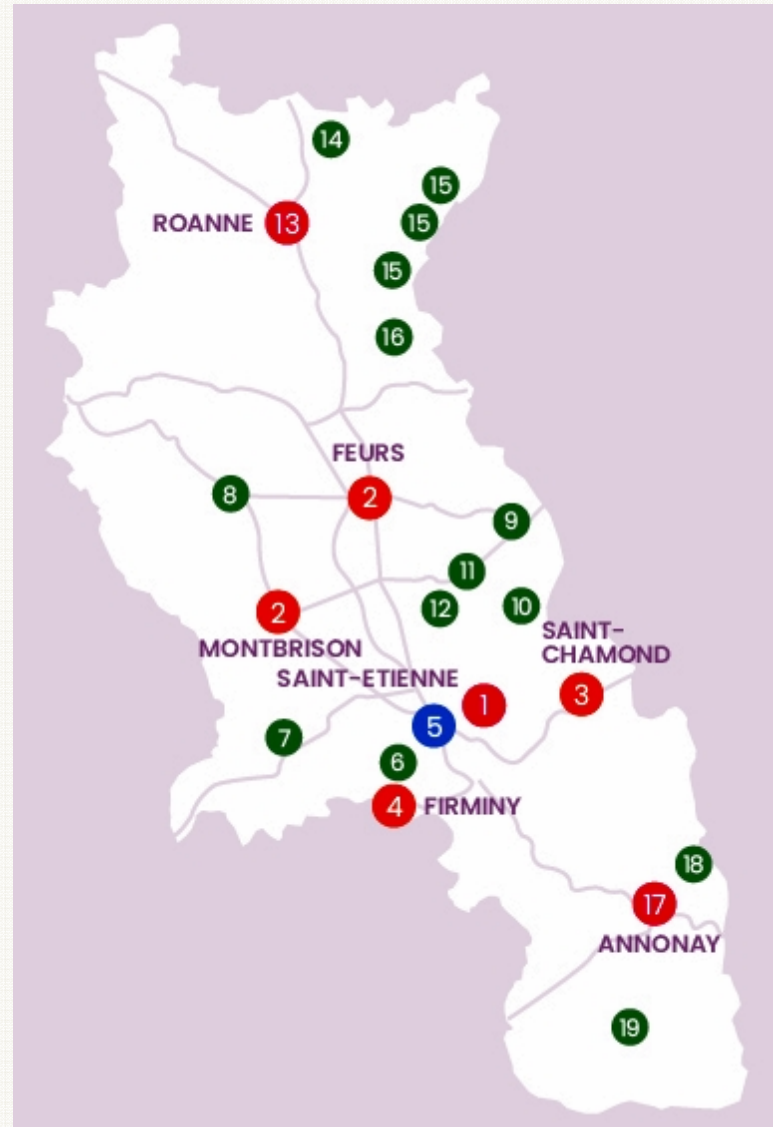 14
15
ROANNE 13
15
15
16
FEURS
8
2
9
11
2
12
10
SAINT-
CHAMOND
MONTBRISON
SAINT-ETIENNE
3
1
5
7
6
4 FIRMINY
18
17
ANNONAY
19